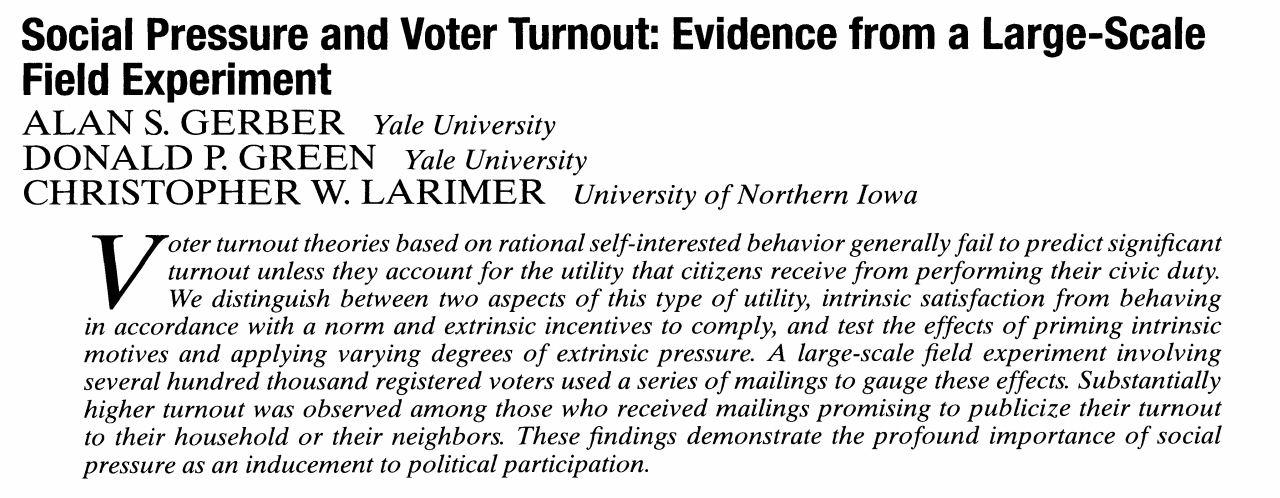 Social Pressure and Voter Turnout: Evidence from a Large-Scale
Field Experiment
ALAN S. GERBER Yale University
DONALD P. GREEN Yale University
CHRISTOPHER W. LARIMER University of Northern Iowa
Voter turnout theories based on rational self-interested behavior generally fail to predict significant
turnout unless they account for the utility that citizens receive from performing their civic duty.
We distinguish between two aspects of this type of utility, intrinsic satisfaction from behaving
in accordance with a norm and extrinsic incentives to comply, and test the effects of priming intrinsic
motives and applying varying degrees of extrinsic pressure. A large-scale field experiment involving
several hundred thousand registered voters used a series of mailings to gauge these effects. Substantially
higher turnout was observed among those who received mailings promising to publicize their turnout
to their household or their neighbors. These findings demonstrate the profound importance of social
pressure as an inducement to political participation.